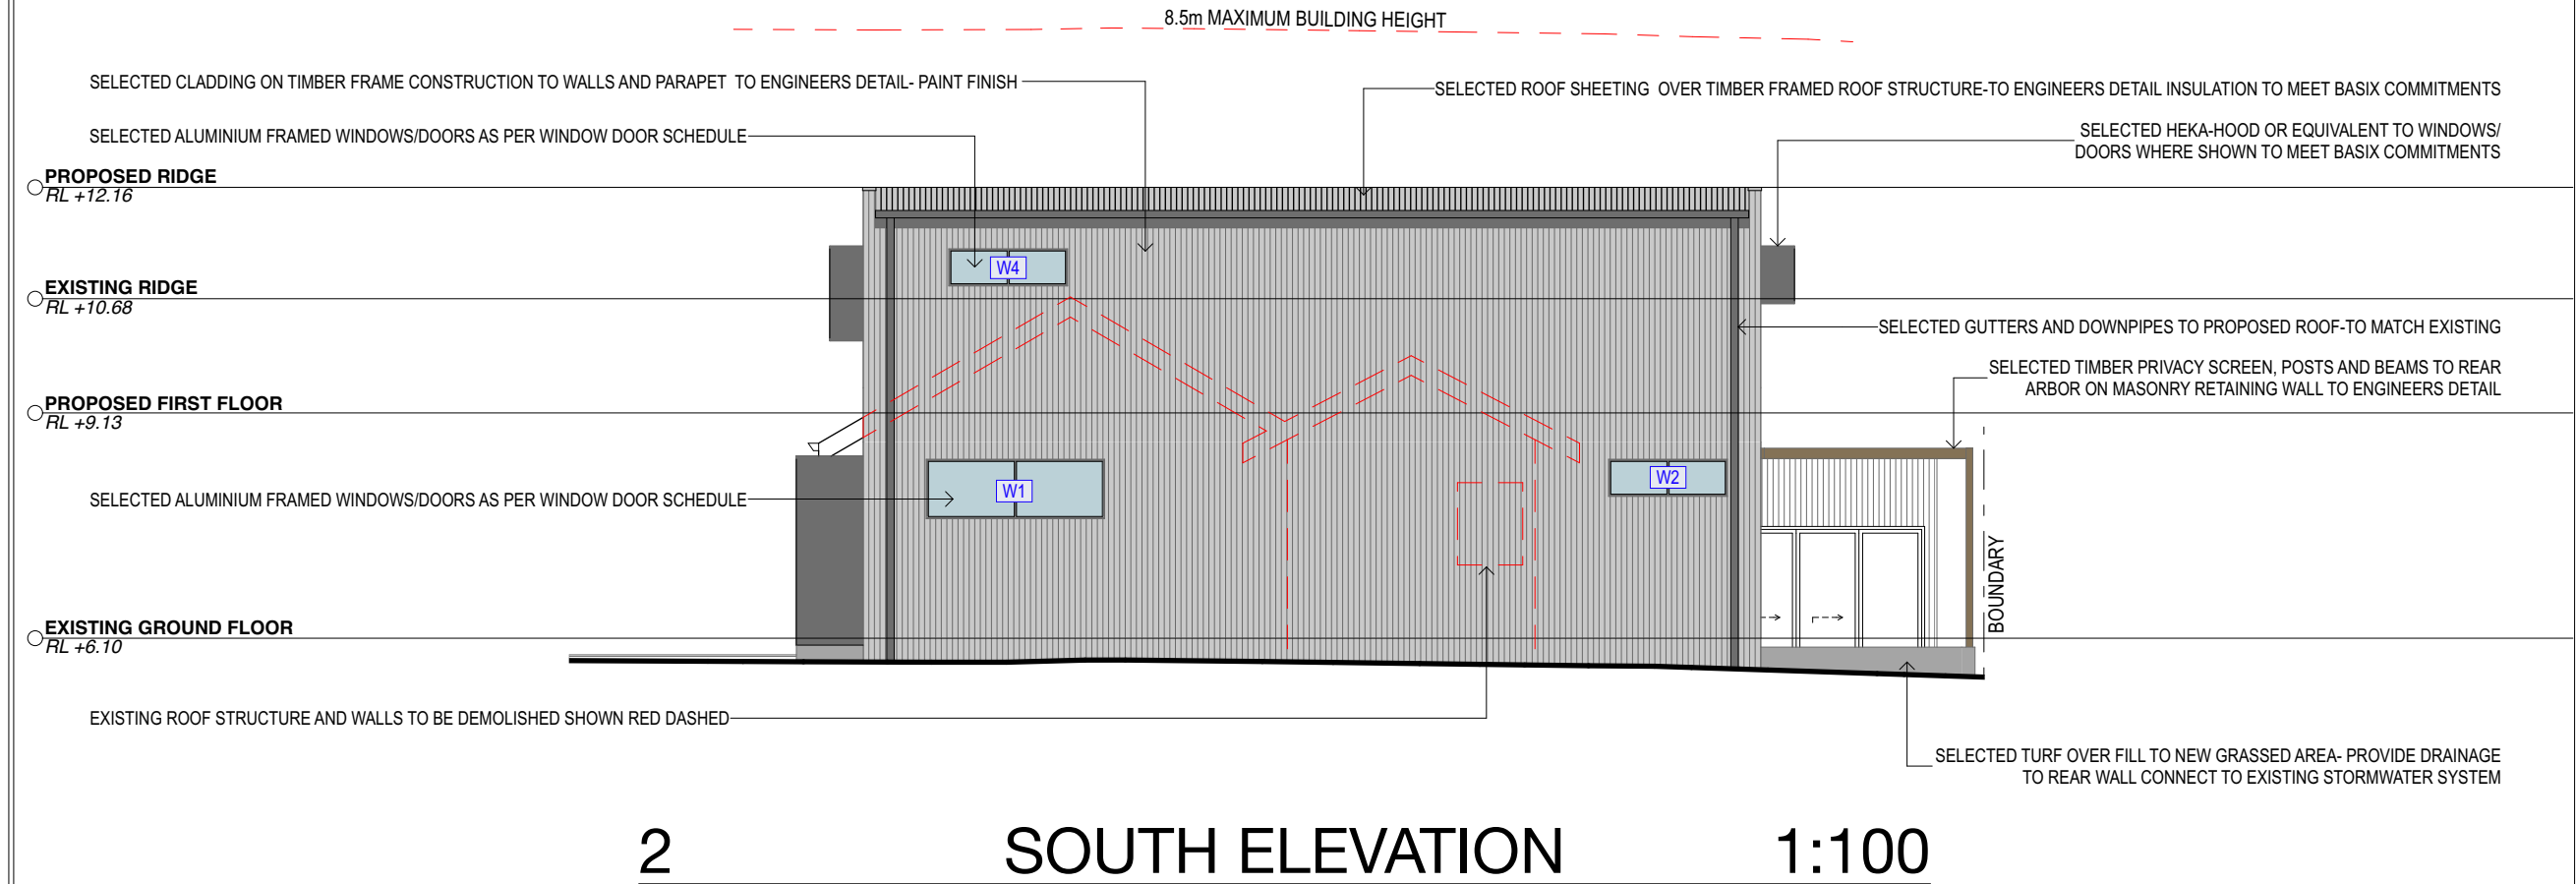 8.5m MAXIMUM BUILDING HEIGHT
SELECTED CLADDING ON TIMBER FRAME CONSTRUCTION TO WALLS AND PARAPET TO ENGINEERS DETAIL- PAINT FINISH
SELECTED ROOF SHEETING OVER TIMBER FRAMED ROOF STRUCTURE-TO ENGINEERS DETAIL INSULATION TO MEET BASIX COMMITMENTS
SELECTED ALUMINIUM FRAMED WINDOWS/DOORS AS PER WINDOW DOOR SCHEDULE
SELECTED HEKA-HOOD OR EQUIVALENT TO WINDOWS/
DOORS WHERE SHOWN TO MEET BASIX COMMITMENTS
PROPOSED RIDGE
RL +12.16
W4
EXISTING RIDGE
RL +10.68
SELECTED GUTTERS AND DOWNPIPES TO PROPOSED ROOF-TO MATCH EXISTING
SELECTED TIMBER PRIVACY SCREEN, POSTS AND BEAMS TO REAR
ARBOR ON MASONRY RETAINING WALL TO ENGINEERS DETAIL
PROPOSED FIRST FLOOR
RL +9.13
W2
W1
SELECTED ALUMINIUM FRAMED WINDOWS/DOORS AS PER WINDOW DOOR SCHEDULE
BOUNDARY
EXISTING GROUND FLOOR
RL +6.10
EXISTING ROOF STRUCTURE AND WALLS TO BE DEMOLISHED SHOWN RED DASHED
SELECTED TURF OVER FILL TO NEW GRASSED AREA- PROVIDE DRAINAGE
TO REAR WALL CONNECT TO EXISTING STORMWATER SYSTEM
2 SOUTH ELEVATION 1:100